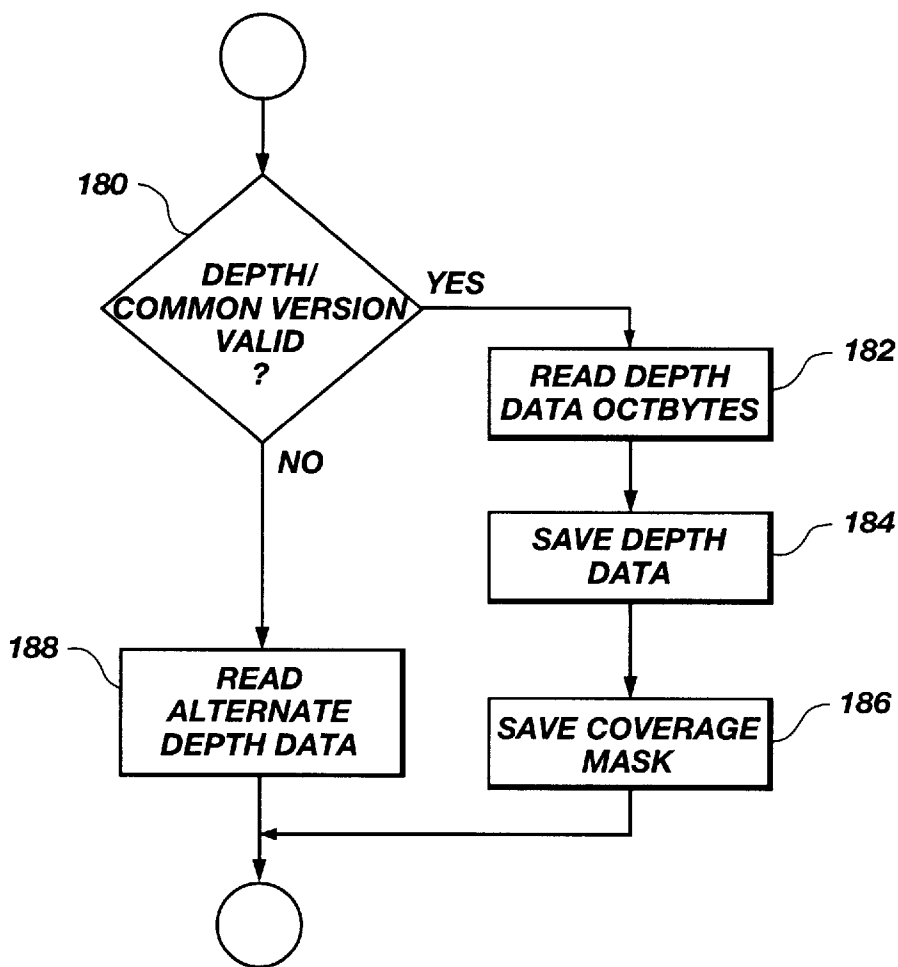 180
DEPTH/
COMMON VERSION
VALID
?
YES
NO
182
READ DEPTH
DATA OCTBYTES
184
SAVE DEPTH
DATA
186
SAVE COVERAGE
MASK
188
READ
ALTERNATE
DEPTH DATA